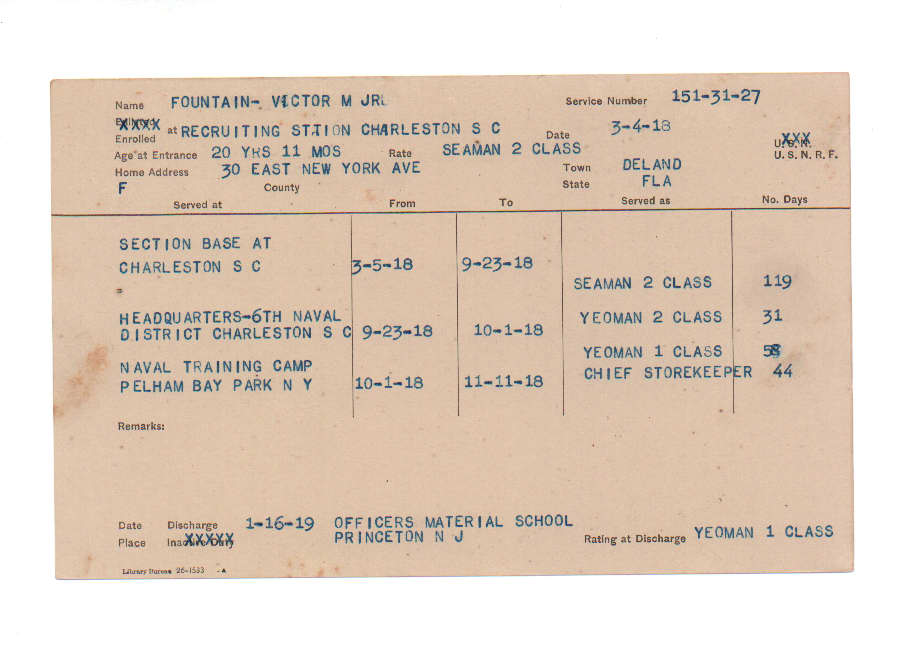 Name FOUNTAIN- VICTOR M JR. Service Number 151-31-27
XXXX
Enrolled at RECRUITING STATION CHARLESTON S C Date 3-4-18
Age at Entrance 20 YRS 11 MOS Rate SEAMAN 2 CLASS U. S. N. XXX
U. S. N. R. F.
Home Address 30 EAST NEW YORK AVE Town DELAND
F County State FLA
Served at From To Served as No. Days
SECTION BASE AT
CHARLESTON S C 3-5-18 9-23-18
SEAMAN 2 CLASS 119
HEADQUARTERS-6TH NAVAL YEOMAN 2 CLASS 31
DISTRICT CHARLESTON S C 9-23-18 10-1-18
YEOMAN 1 CLASS
NAVAL TRAINING CAMP CHIEF STOREKEEPER 44
PELHAM BAY PARK N Y 10-1-18 11-11-18
Remarks:
Date Discharge 1-16-19 OFFICERS MATERIAL SCHOOL
Place Inactive Duty XXXXX PRINCETON N J Rating at Discharge YEOMAN 1 CLASS
Library Bureau 26-1533 -A